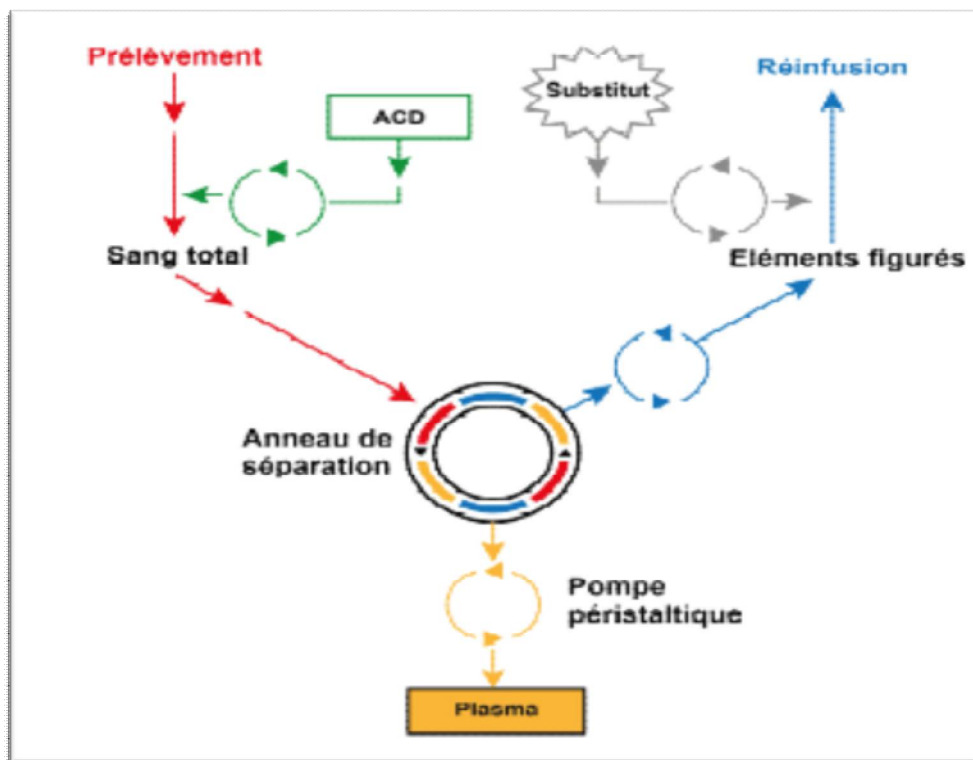 Prélèvement
ACD
Substitut
Réinfusion
Sang total
Eléments figurés
Anneau de
séparation
Pompe
péristaltique
Plasma